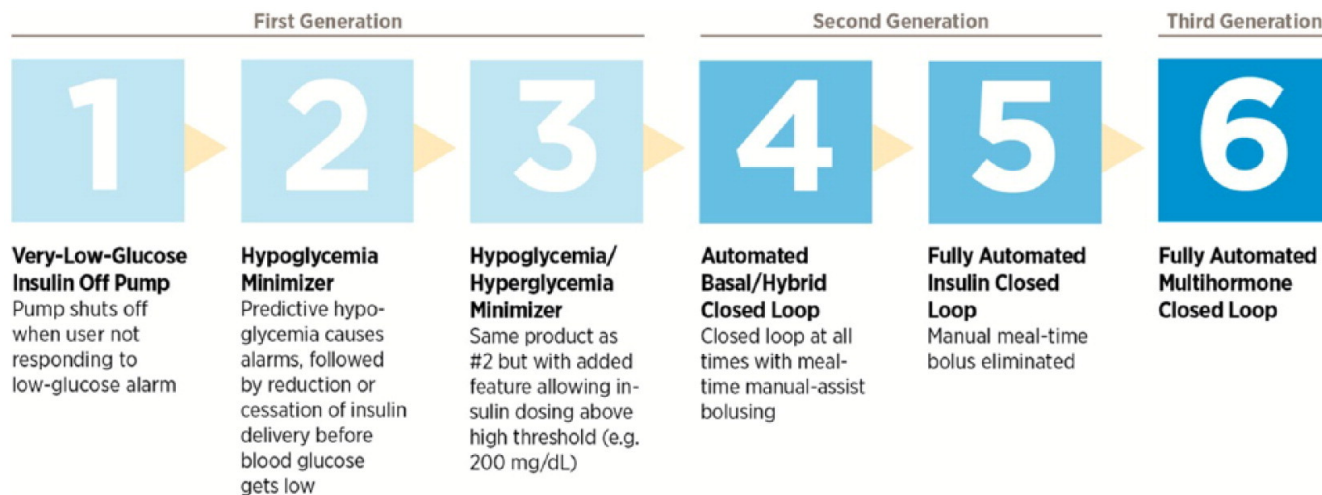 First Generation
Second Generation
Third Generation
1
2
3
4
5
6
Very-Low-Glucose
Insulin Off Pump
Pump shuts off
when user not
responding to
low-glucose alarm
Hypoglycemia
Minimizer
Predictive hypo-
glycemia causes
alarms, followed
by reduction or
cessation of insulin
delivery before
blood glucose
gets low
Hypoglycemia/
Hyperglycemia
Minimizer
Same product as
#2 but with added
feature allowing in-
sulin dosing above
high threshold (e.g.
200 mg/dL)
Automated
Basal/Hybrid
Closed Loop
Closed loop at all
times with meal-
time manual-assist
bolusing
Fully Automated
Insulin Closed
Loop
Manual meal-time
bolus eliminated
Fully Automated
Multihormone
Closed Loop